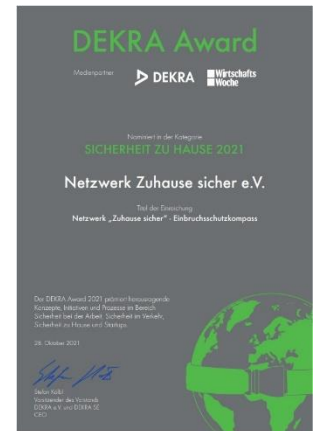 DEKRA Award
Medienpartner
DEKRA
Wirtschafts
Woche
Nominiert in der Kategorie
SICHERHEIT ZU HAUSE 2021
Netzwerk Zuhause sicher e.V.
Titel der Einreichung
Netzwerk „Zuhause sicher“ - Einbruchsschutzkompass
Der DEKRA Award 2021 prämiert herausragende
Konzepte, Initiativen und Prozesse im Bereich
Sicherheit bei der Arbeit, Sicherheit im Verkehr,
Sicherheit zu Hause und Startups.
28. Oktober 2021
Stefan Kölbl
Vorsitzender des Vorstands
DEKRA e.V. und DEKRA SE
CEO